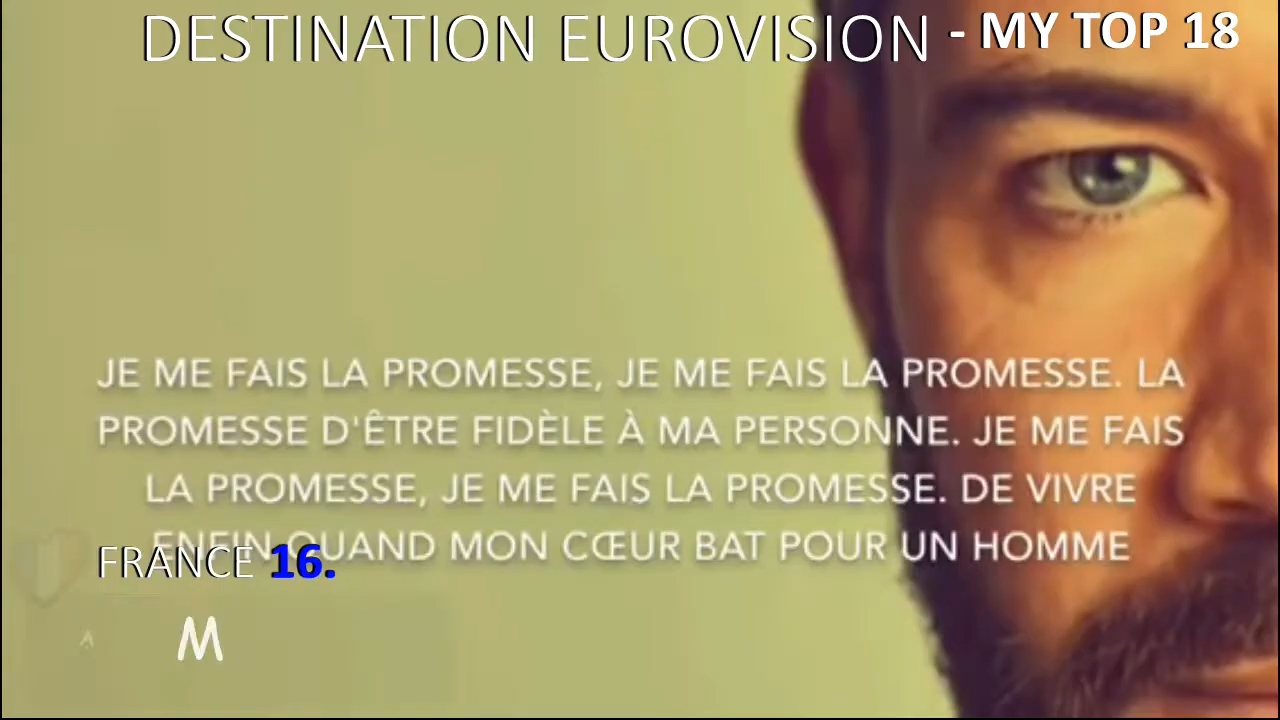 DESTINATION EUROVISION - MY TOP 18
JE ME FAIS LA PROMESSE, JE ME FAIS LA PROMESSE. LA
PROMESSE D'ÊTRE FIDÈLE À MA PERSONNE. JE ME FAIS
LA PROMESSE, JE ME FAIS LA PROMESSE. DE VIVRE
ENFIN QUAND MON CŒUR BAT POUR UN HOMME
FRANCE 16.
A M